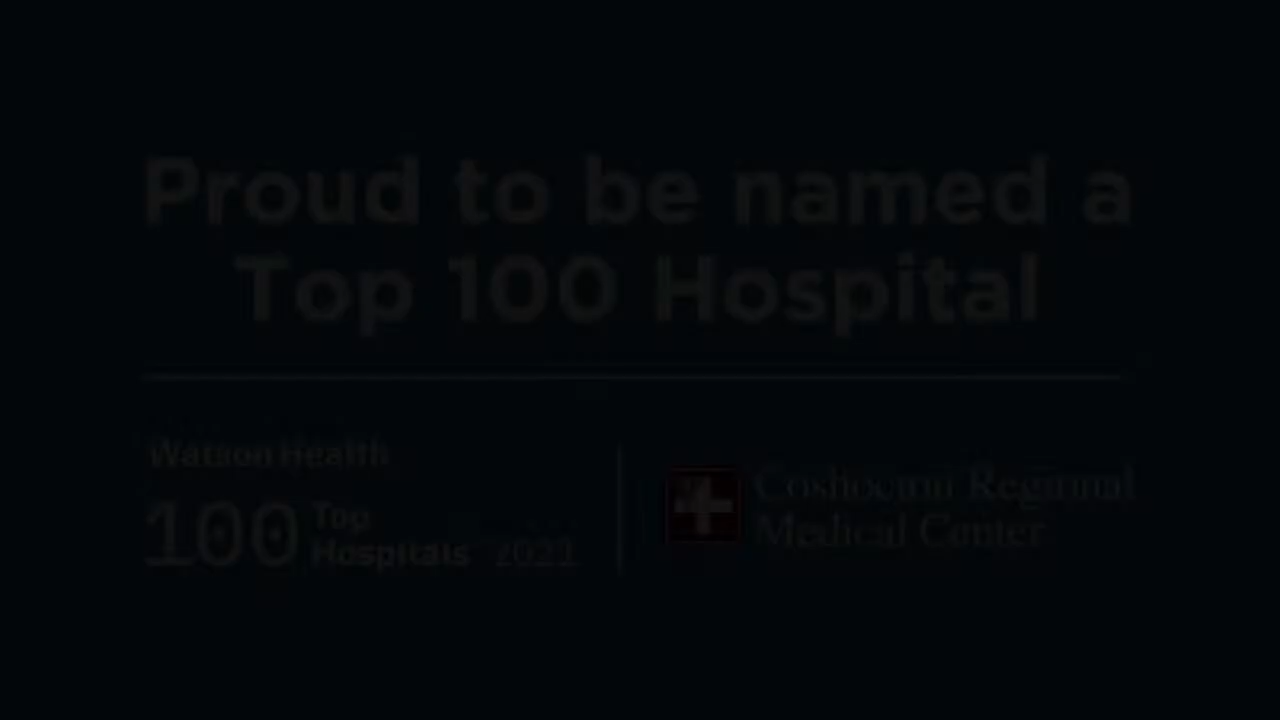 Proud to be named a
Top 100 Hospital
Watson Health
100 Top
Hospitals 2021
Coshocton Regional
Medical Center